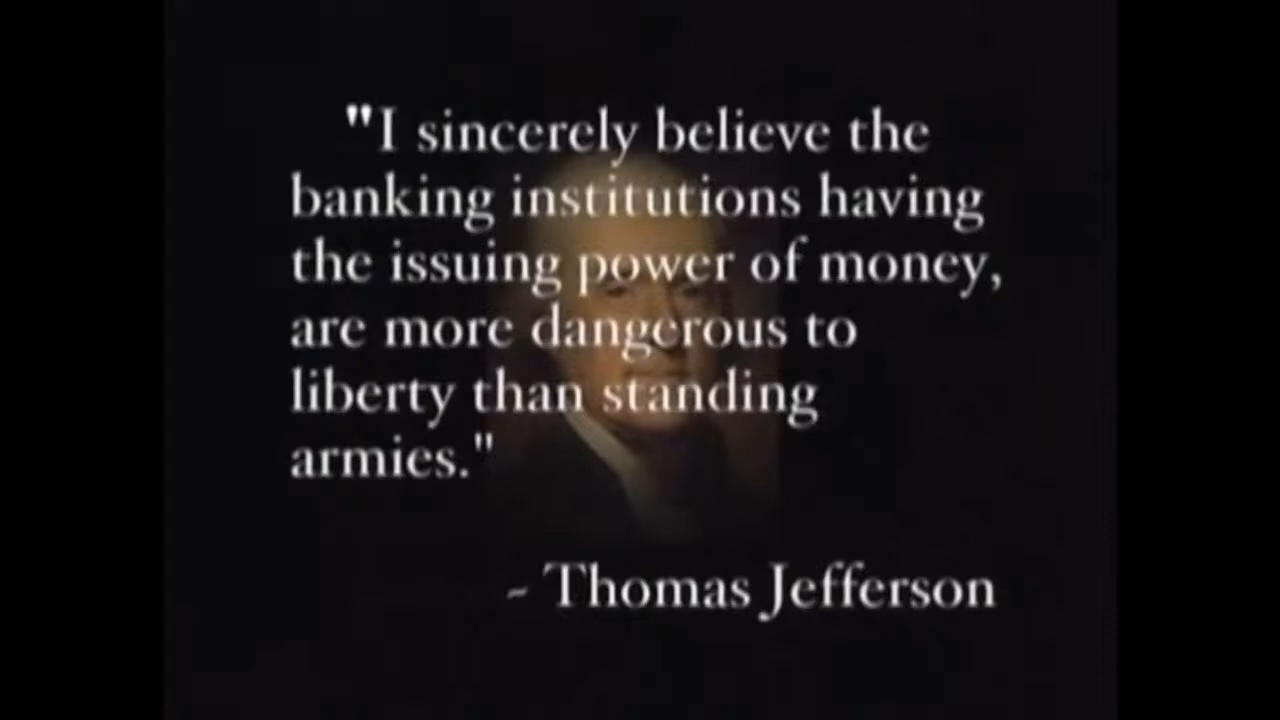 "I sincerely believe the
banking institutions having
the issuing power of money,
are more dangerous to
liberty than standing
armies."
- Thomas Jefferson